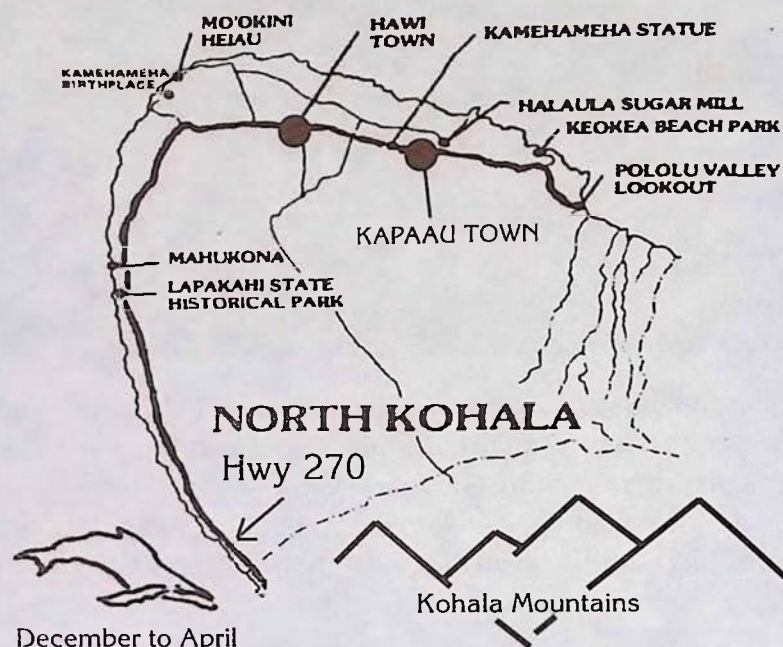 MO'OKINI
HEIAU
HAWI
TOWN
KAMEHAMEHA STATUE
KAMEHAMEHA
BIRTHPLACE
HALAULA SUGAR MILL
KEOKEA BEACH PARK
POLOLU VALLEY
LOOKOUT
KAPAAU TOWN
MAHUKONA
LAPAKAHI STATE
HISTORICAL PARK
NORTH KOHALA
Hwy 270
Kohala Mountains
December to April